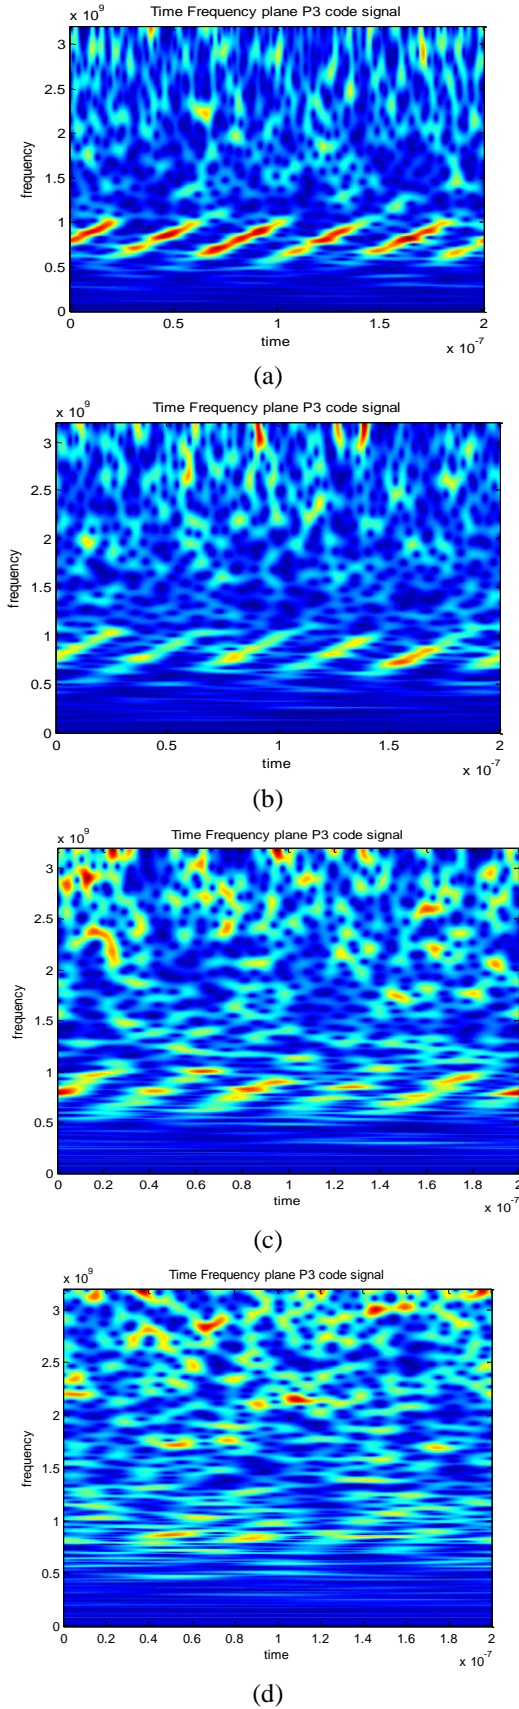 Time Frequency plane P3 code signal
x 10^9
3
2.5
2
1.5
1
0.5
0
frequency
0 0.5 1 1.5 2
time
x 10^-7
(a)
Time Frequency plane P3 code signal
x 10^9
3
2.5
2
1.5
1
0.5
0
frequency
0 0.5 1 1.5 2
time
x 10^-7
(b)
Time Frequency plane P3 code signal
x 10^9
3
2.5
2
1.5
1
0.5
0
frequency
0 0.2 0.4 0.6 0.8 1 1.2 1.4 1.6 1.8 2
time
x 10^-7
(c)
Time Frequency plane P3 code signal
x 10^9
3
2.5
2
1.5
1
0.5
0
frequency
0 0.2 0.4 0.6 0.8 1 1.2 1.4 1.6 1.8 2
time
x 10^-7
(d)